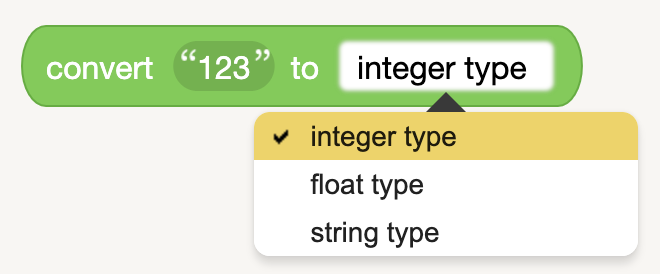 convert “123” to integer type
✓ integer type
float type
string type